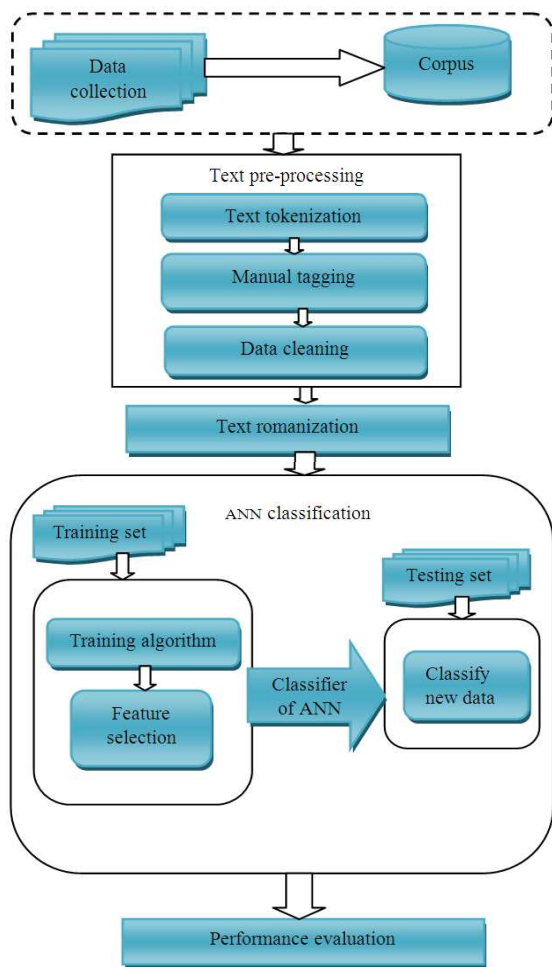 Data
collection
Corpus
Text pre-processing
Text tokenization
Manual tagging
Data cleaning
Text romanization
ANN classification
Training set
Testing set
Training algorithm
Feature
selection
Classifier
of ANN
Classify
new data
Performance evaluation